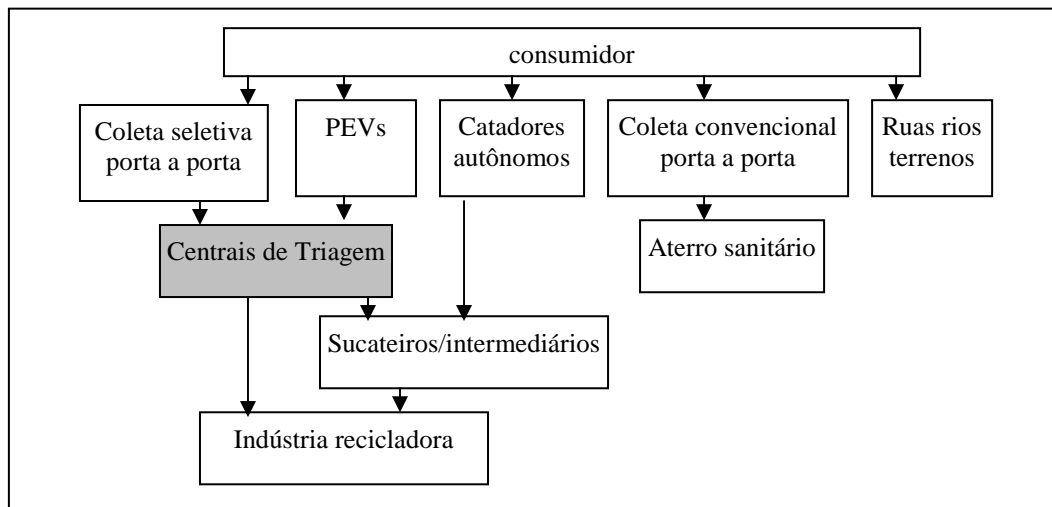 consumidor
Coleta seletiva
porta a porta
PEVs
Catadores
autônomos
Coleta convencional
porta a porta
Ruas rios
terrenos
Centrais de Triagem
Aterro sanitário
Sucateiros/intermediários
Indústria recicladora